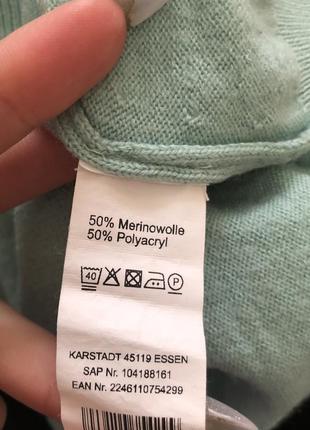 50% Merinowolle
50% Polyacryl
40 P
KARSTADT 45119 ESSEN
SAP Nr. 104188161
EAN Nr. 2246110754299